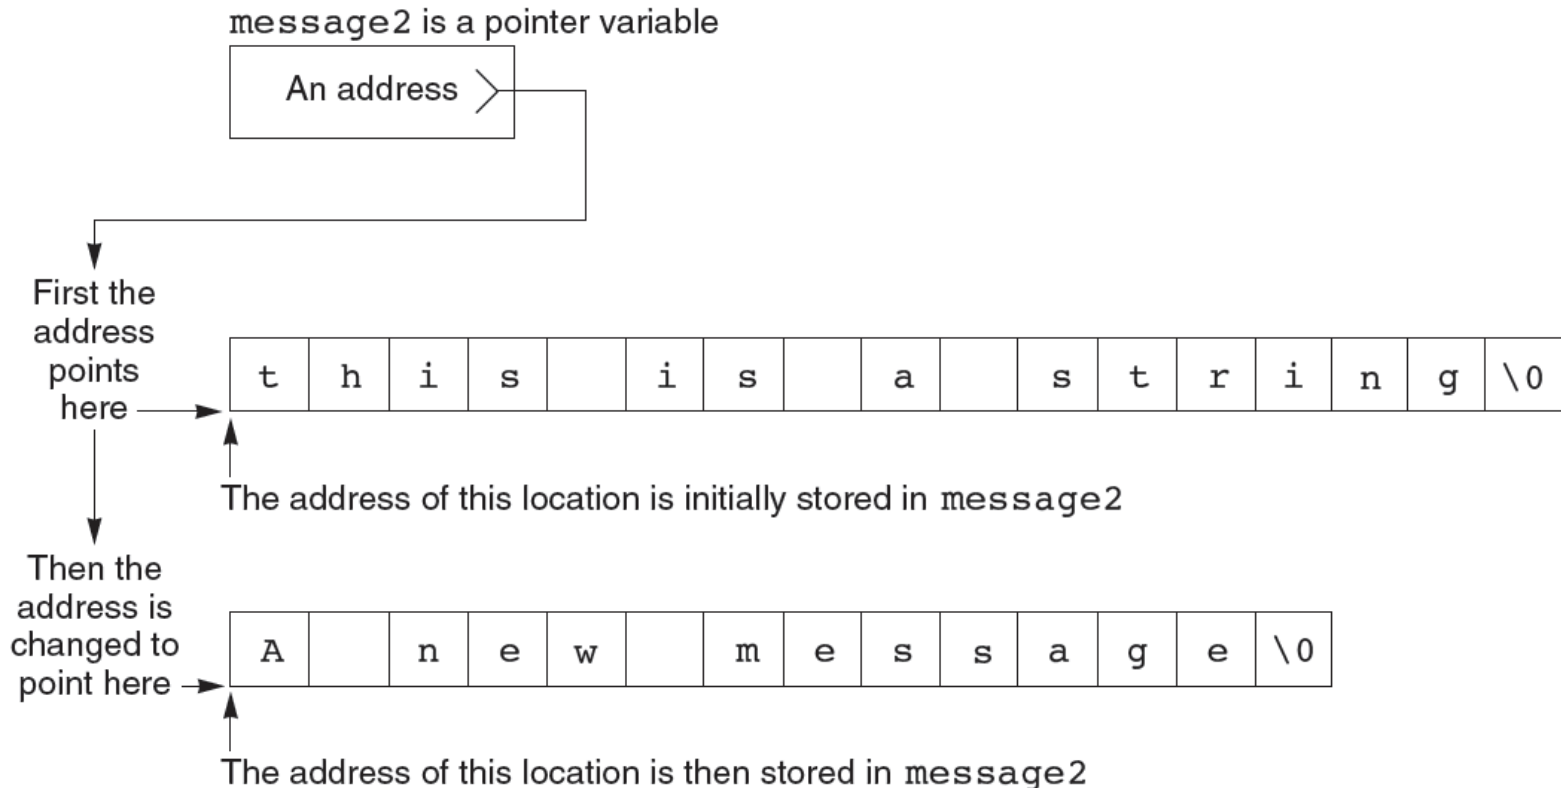 message2 is a pointer variable
An address
First the
address
points
here
t h i s   i s   a   s t r i n g \0
The address of this location is initially stored in message2
Then the
address is
changed to
point here
A   n e w   m e s s a g e \0
The address of this location is then stored in message2